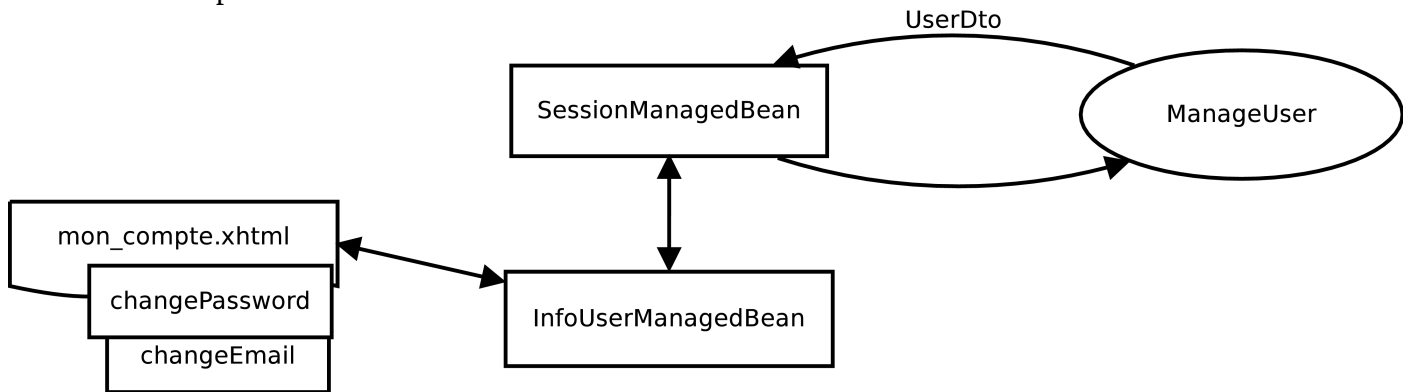 UserDto
SessionManagedBean
ManageUser
mon_compte.xhtml
changePassword
InfoUserManagedBean
changeEmail